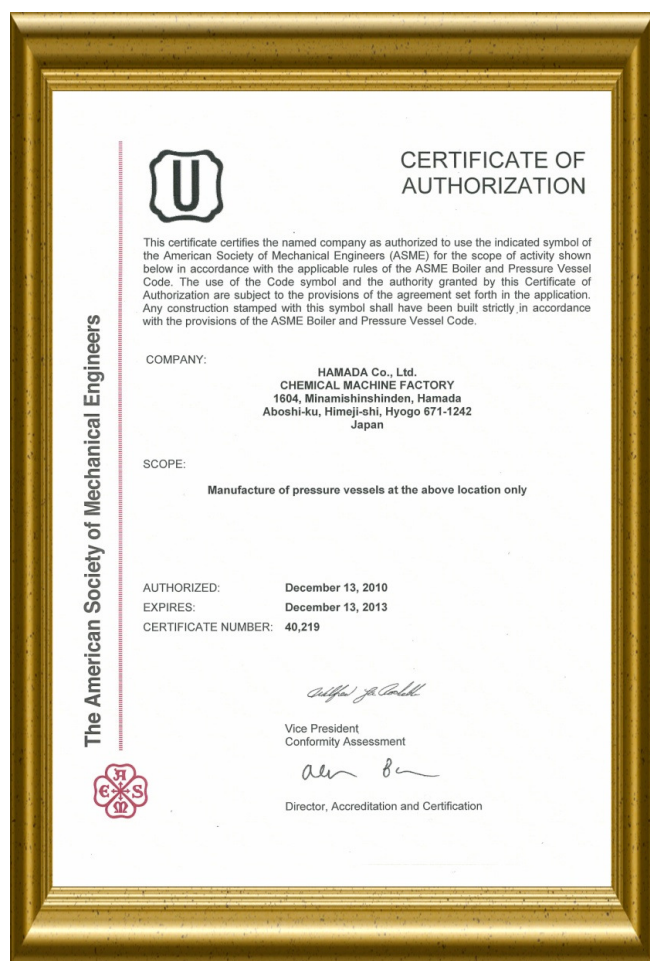 U
CERTIFICATE OF
AUTHORIZATION
This certificate certifies the named company as authorized to use the indicated symbol of
the American Society of Mechanical Engineers (ASME) for the scope of activity shown
below in accordance with the applicable rules of the ASME Boiler and Pressure Vessel
Code. The use of the Code symbol and the authority granted by this Certificate of
Authorization are subject to the provisions of the agreement set forth in the application.
Any construction stamped with this symbol shall have been built strictly in accordance
with the provisions of the ASME Boiler and Pressure Vessel Code.
COMPANY:
HAMADA Co., Ltd.
CHEMICAL MACHINE FACTORY
1604, Minamishinshinden, Hamada
Aboshi-ku, Himeji-shi, Hyogo 671-1242
Japan
SCOPE:
Manufacture of pressure vessels at the above location only
AUTHORIZED: December 13, 2010
EXPIRES: December 13, 2013
CERTIFICATE NUMBER: 40,219
Vice President
Conformity Assessment
Director, Accreditation and Certification
The American Society of Mechanical Engineers
A
E S
M